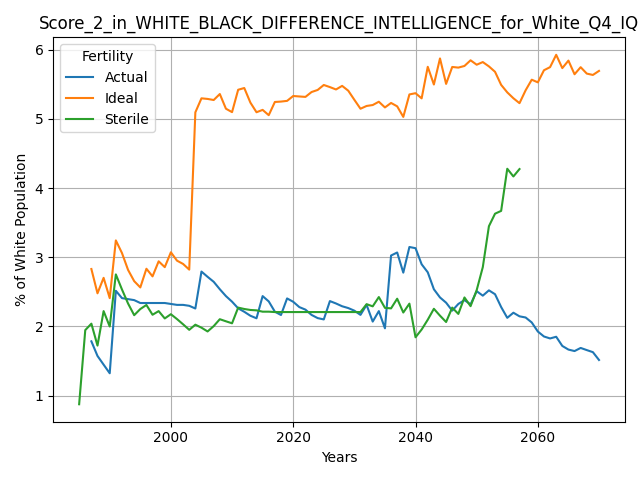 Score_2_in_WHITE_BLACK_DIFFERENCE_INTELLIGENCE_for_White_Q4_IQ
Fertility
Actual
Ideal
Sterile
% of White Population
6
5
4
3
2
1
2000
2020
2040
2060
Years